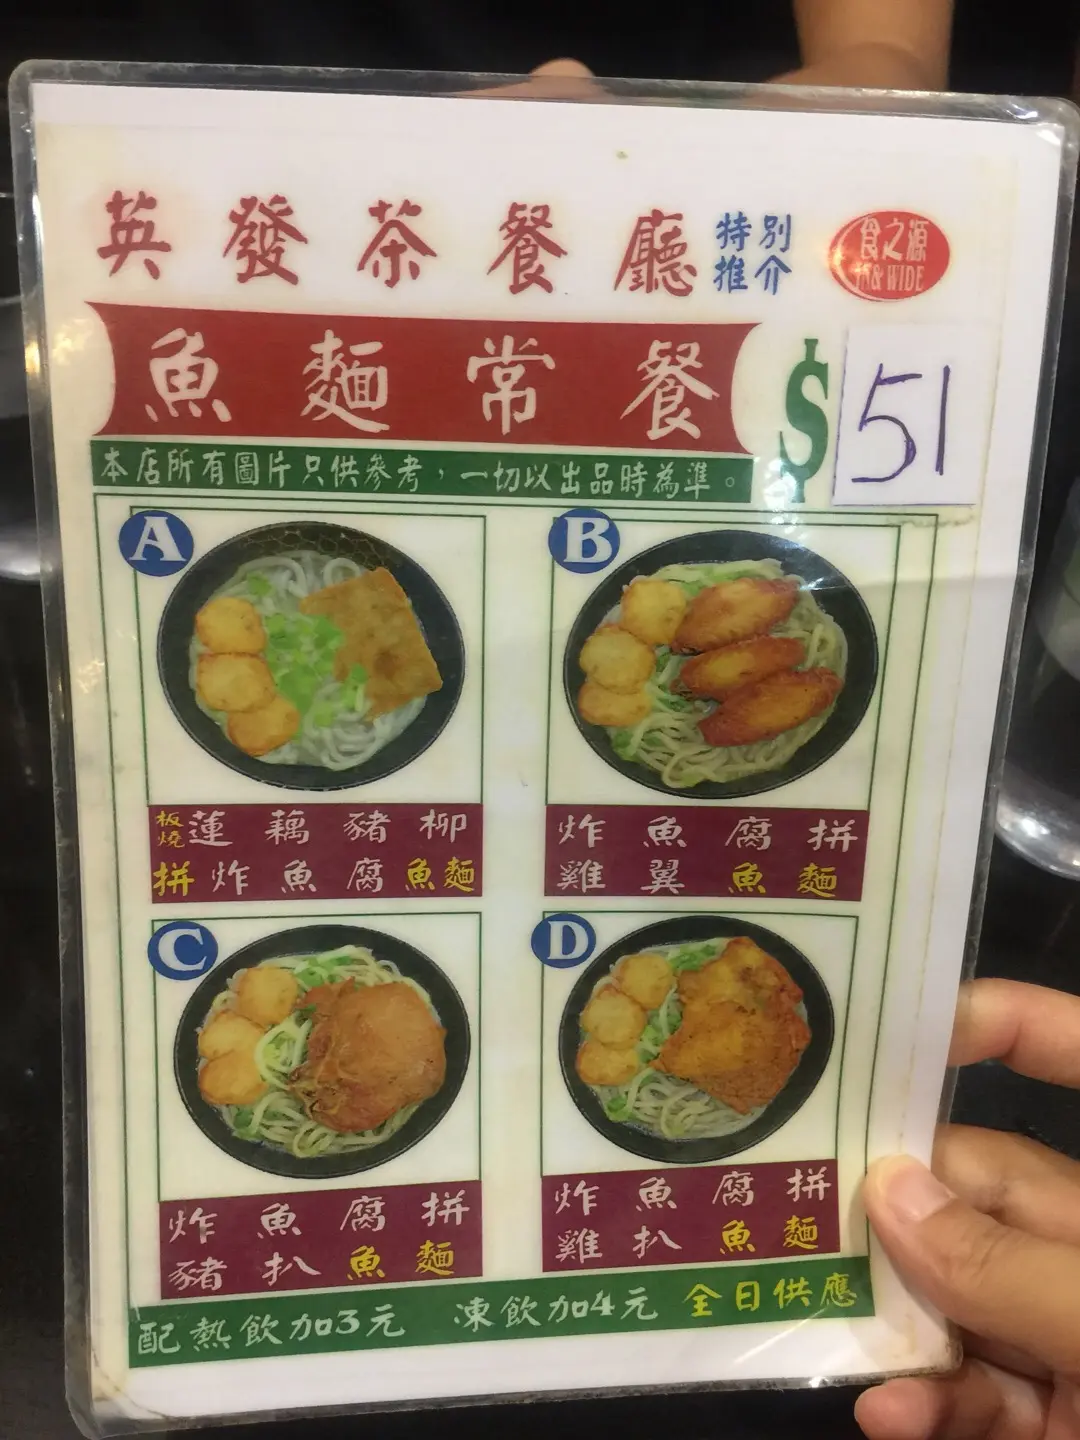 英發茶餐廳
特別
推介
食之源
IN & WIDE
魚麵常餐
$51
本店所有圖片只供參考，一切以出品時為準。
A
B
板燒蓮藕豬柳
拼炸魚腐魚麵
炸魚腐拼
雞翼魚麵
C
D
炸魚腐拼
豬扒魚麵
炸魚腐拼
雞扒魚麵
配熱飲加3元 凍飲加4元 全日供應